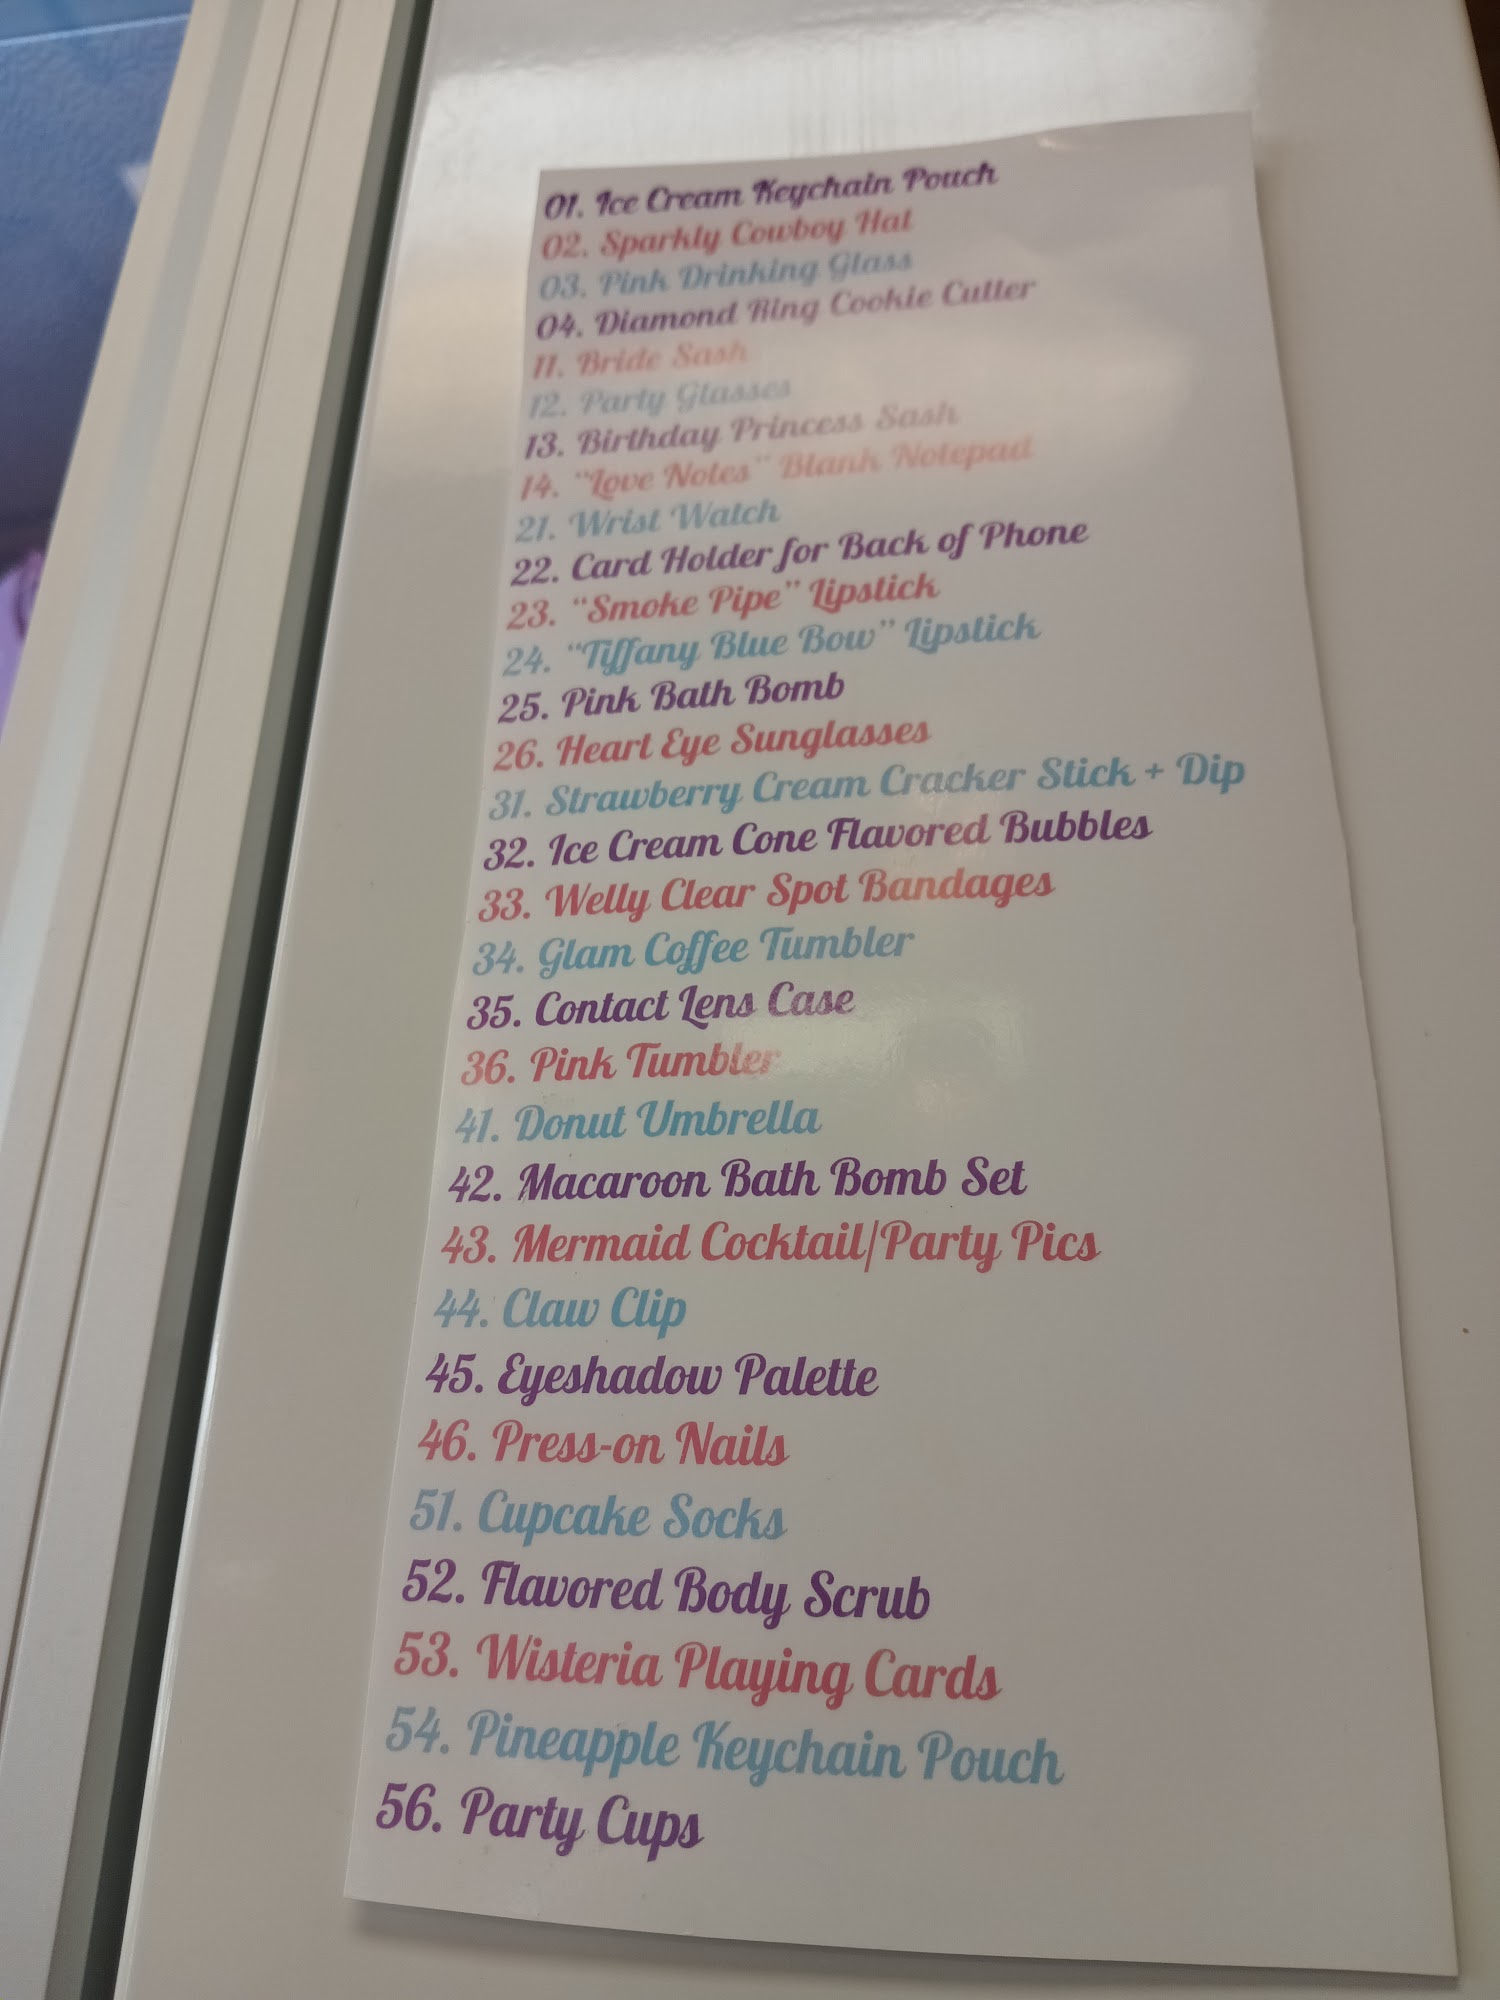 01. Ice Cream Keychain Pouch
02. Sparkly Cowboy Hat
03. Pink Drinking Glass
04. Diamond Ring Cookie Cutter
11. Bride Sash
12. Party Glasses
13. Birthday Princess Sash
14. “Love Notes” Blank Notepad
21. Wrist Watch
22. Card Holder for Back of Phone
23. “Smoke Pipe” Lipstick
24. “Tiffany Blue Bow” Lipstick
25. Pink Bath Bomb
26. Heart Eye Sunglasses
31. Strawberry Cream Cracker Stick + Dip
32. Ice Cream Cone Flavored Bubbles
33. Welly Clear Spot Bandages
34. Glam Coffee Tumbler
35. Contact Lens Case
36. Pink Tumbler
41. Donut Umbrella
42. Macaroon Bath Bomb Set
43. Mermaid Cocktail/Party Pics
44. Claw Clip
45. Eyeshadow Palette
46. Press-on Nails
51. Cupcake Socks
52. Flavored Body Scrub
53. Wisteria Playing Cards
54. Pineapple Keychain Pouch
56. Party Cups